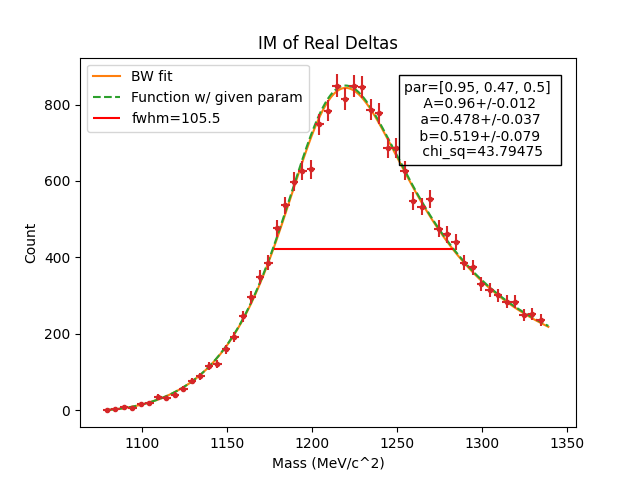 IM of Real Deltas
BW fit
Function w/ given param
fwhm=105.5
par=[0.95, 0.47, 0.5]
A=0.96+/-0.012
a=0.478+/-0.037
b=0.519+/-0.079
chi_sq=43.79475
Count
800
600
400
200
0
1100
1150
1200
1250
1300
1350
Mass (MeV/c^2)